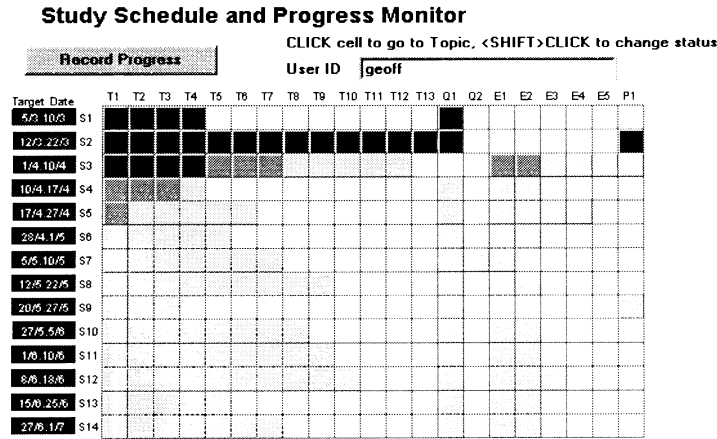 Study Schedule and Progress Monitor
CLICK cell to go to Topic, <SHIFT>CLICK to change status
Record Progress
User ID geoff
Target Date T1 T2 T3 T4 T5 T6 T7 T8 T9 T10 T11 T12 T13 Q1 Q2 E1 E2 E3 E4 E5 P1
5/3.10/3 S1
12/3.22/3 S2
1/4.10/4 S3
10/4.17/4 S4
17/4.27/4 S5
28/4.1/5 S6
5/5.10/5 S7
12/5.22/5 S8
20/5.27/5 S9
27/5.5/6 S10
1/6.10/6 S11
8/6.18/6 S12
15/6.25/6 S13
27/6.1/7 S14